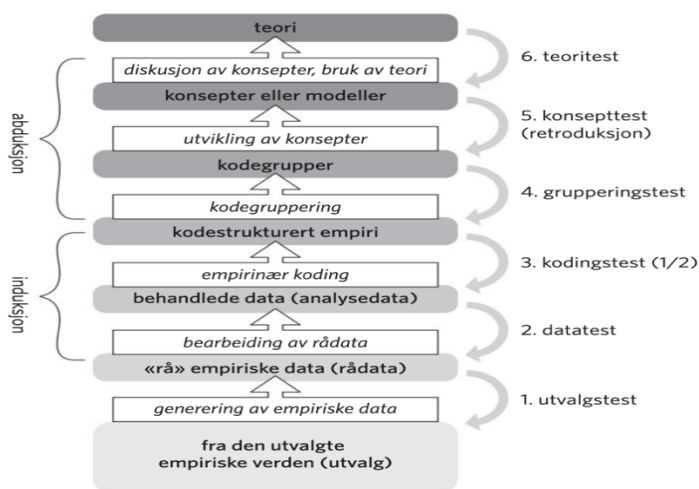 teori
diskusjon av konsepter, bruk av teori
6. teoritest
konsepter eller modeller
utvikling av konsepter
5. konsepttest
(retroduksjon)
abduksjon
kodegrupper
kodegruppering
4. grupperingstest
kodestrukturert empiri
empirinær koding
3. kodingstest (1/2)
induksjon
behandlede data (analysedata)
bearbeiding av rådata
2. datatest
«rå» empiriske data (rådata)
generering av empiriske data
1. utvalgstest
fra den utvalgte
empiriske verden (utvalg)